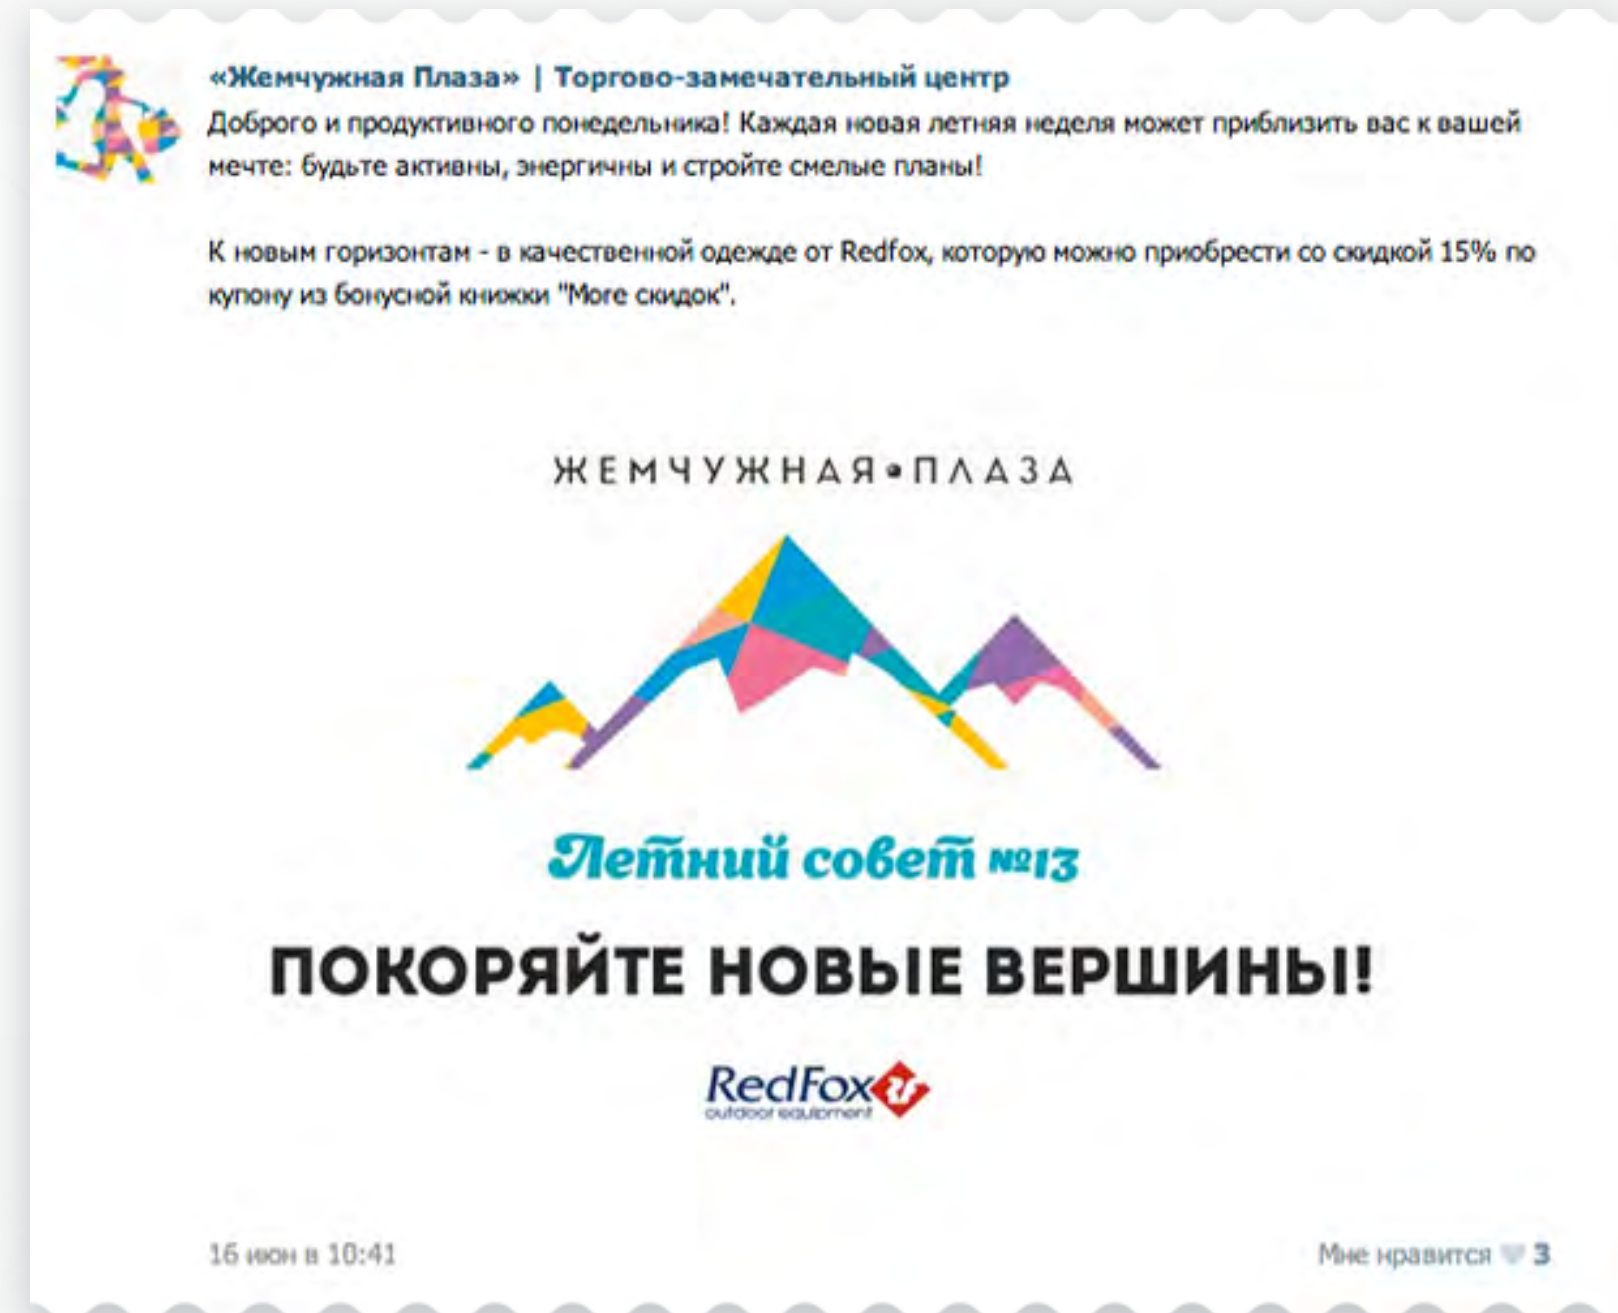 «Жемчужная Плаза» | Торгово-замечательный центр
Доброго и продуктивного понедельника! Каждая новая летняя неделя может приблизить вас к вашей
мечте: будьте активны, энергичны и стройте смелые планы!
К новым горизонтам - в качественной одежде от Redfox, которую можно приобрести со скидкой 15% по
купону из бонусной книжки "More скидок".
ЖЕМЧУЖНАЯ•ПЛАЗА
Летний совет №13
ПОКОРЯЙТЕ НОВЫЕ ВЕРШИНЫ!
RedFox
outdoor equipment
16 июн в 10:41
Мне нравится 3